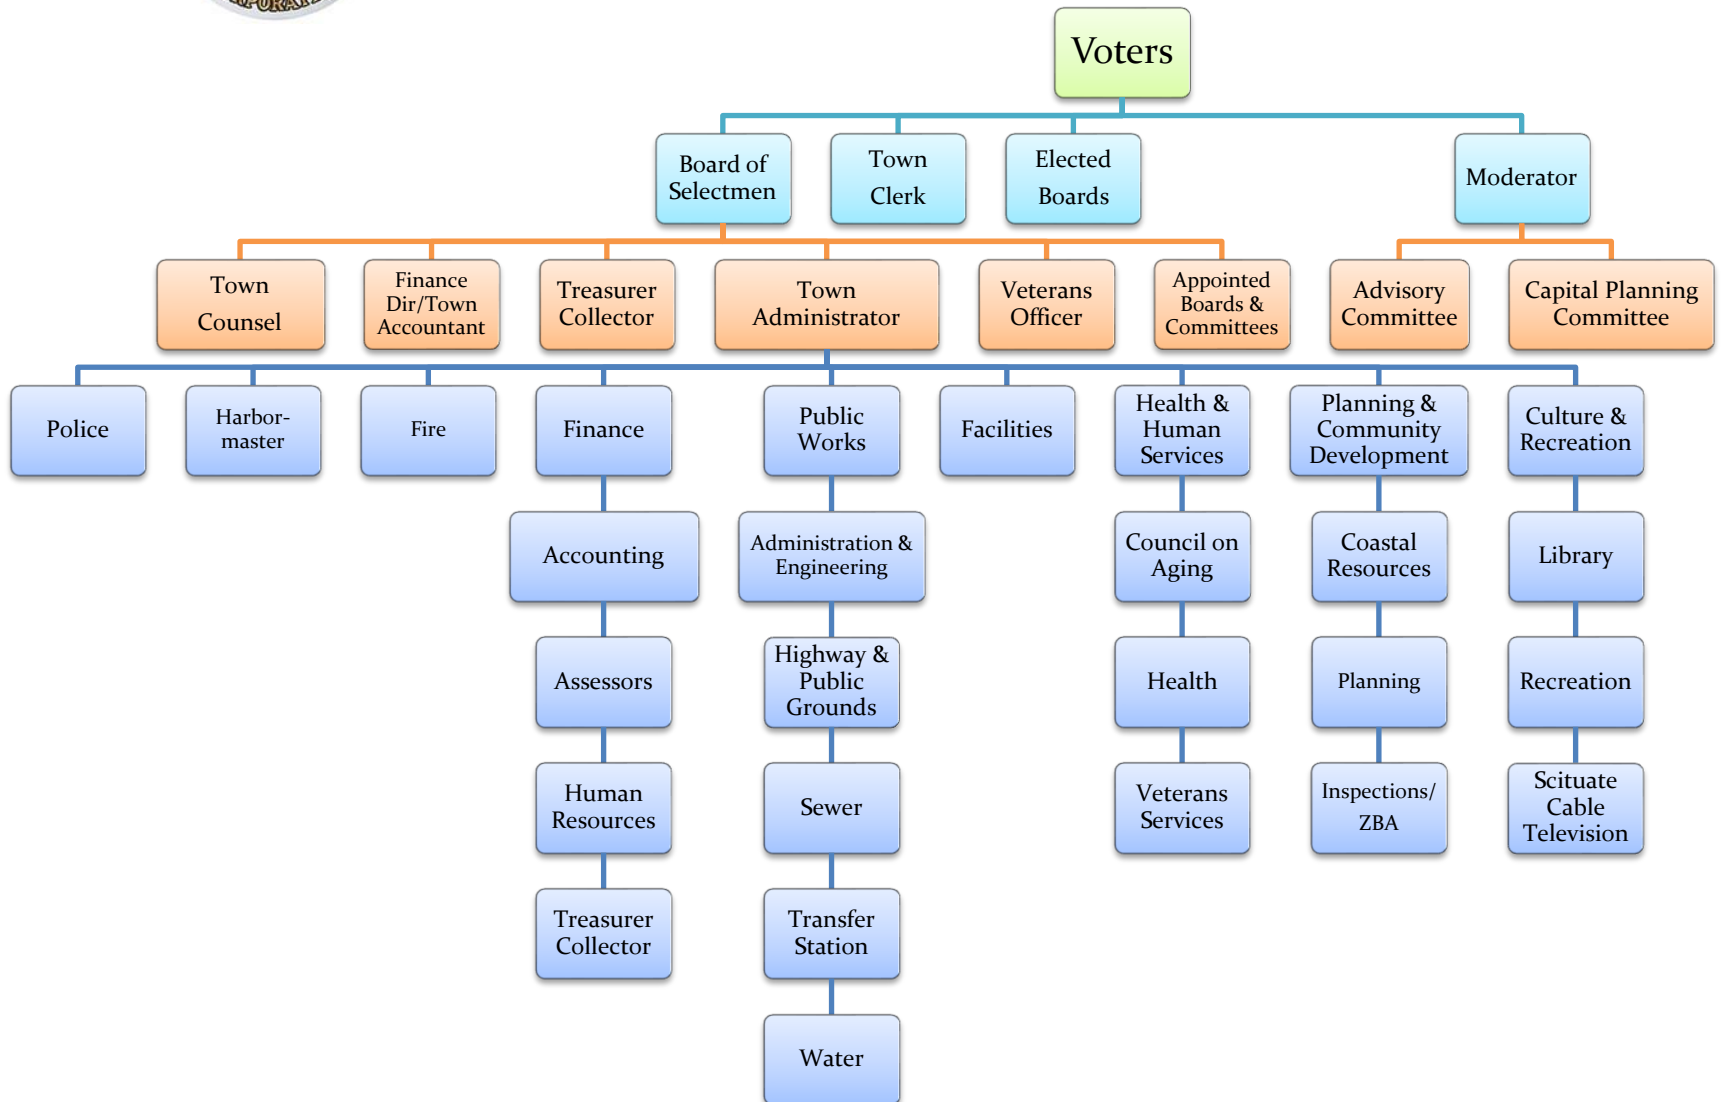 Voters
Board of
Selectmen
Town
Clerk
Elected
Boards
Moderator
Town
Counsel
Finance
Dir/Town
Accountant
Treasurer
Collector
Town
Administrator
Veterans
Officer
Appointed
Boards &
Committees
Advisory
Committee
Capital Planning
Committee
Police
Harbor-
master
Fire
Finance
Public
Works
Facilities
Health &
Human
Services
Planning &
Community
Development
Culture &
Recreation
Accounting
Administration &
Engineering
Council on
Aging
Coastal
Resources
Library
Assessors
Highway &
Public
Grounds
Health
Planning
Recreation
Human
Resources
Sewer
Veterans
Services
Inspections/
ZBA
Scituate
Cable
Television
Treasurer
Collector
Transfer
Station
Water